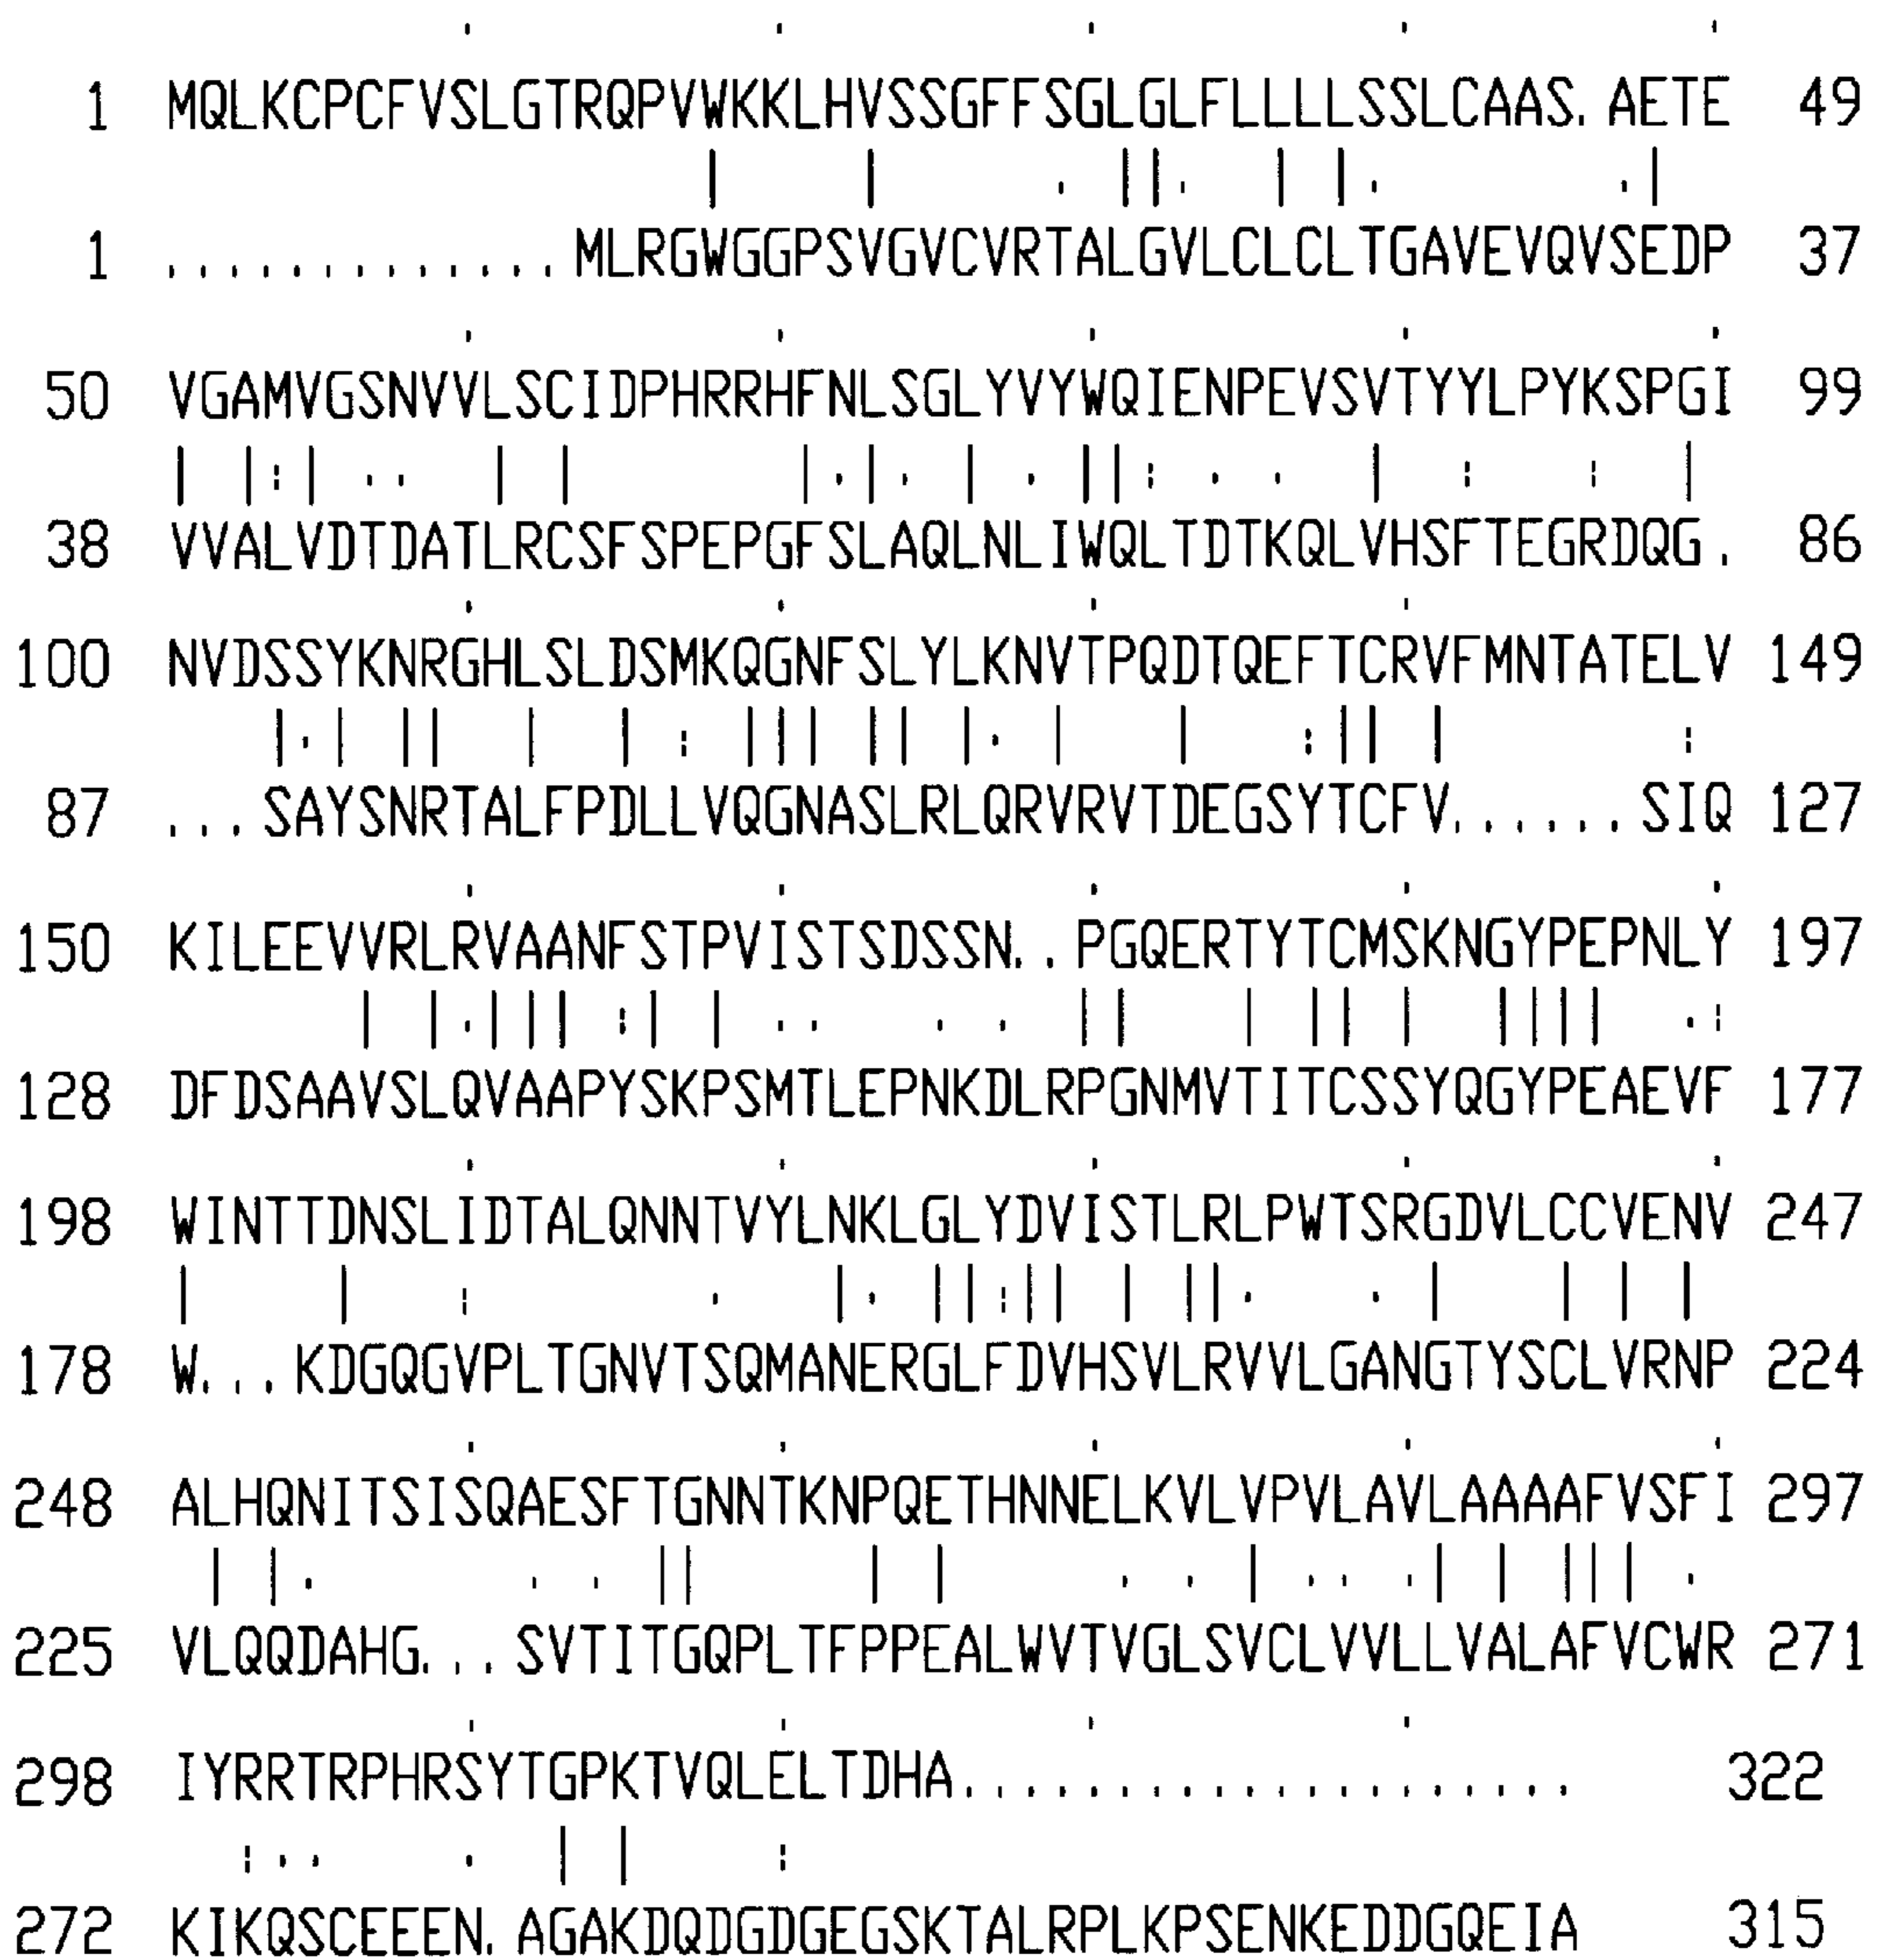 1 MQLKCPCFVSLGTRQPVWKKLHVSSGFFSGLGLFLLLLSSLCAAS.AETE 49
1 .............MLRGWGGPSVGVCVRTALGVLCLCLTGAVEVQVSEDP 37
50 VGAMVGSNVVLSCIDPHRRHFNLSGLYVYWQIENPEVSVTYYLPYKSPGI 99
38 VVALVDTDATLRCSFSPEPGFSLAQLNLIWQLTDTKQLVHSFTEGRDQG. 86
100 NVDSSYKNRGHLSLDSMKQGNFSLYLKNVTPQDTQEFTCRVFMNTATELV 149
87 ...SAYSNRTALFPDLLVQGNASLRLQRVRVTDEGSYTCFV......SIQ 127
150 KILEEVVRLRVAANFSTPVISTSDSSN..PGQERTYTCMSKNGYPEPNLY 197
128 DFDSAAVSLQVAAPYSKPSMTLEPNKDLRPGNMVTITCSSYQGYPEAEVF 177
198 WINTTDNSLIDTALQNNTVYLNKLGLYDVISTLRLPWTSRGDVLCCVENV 247
178 W...KDGQGVPLTGNVTSQMANERGLFDVHSVLRVVLGANGTYSCLVRNP 224
248 ALHQNITSISQAESFTGNNTKNPQETHNNELKVLVPVLAVLAAAAFVSFI 297
225 VLQQDAHG...SVTITGQPLTFPPEALWVTVGLSVCLVVLLVALAFVCWR 271
298 IYRRTRPHRSYTGPKTVQLELTDHA.................... 322
272 KIKQSCEEEN.AGAKDQDGDGEGSKTALRPLKPSENKEDDGQEIA 315